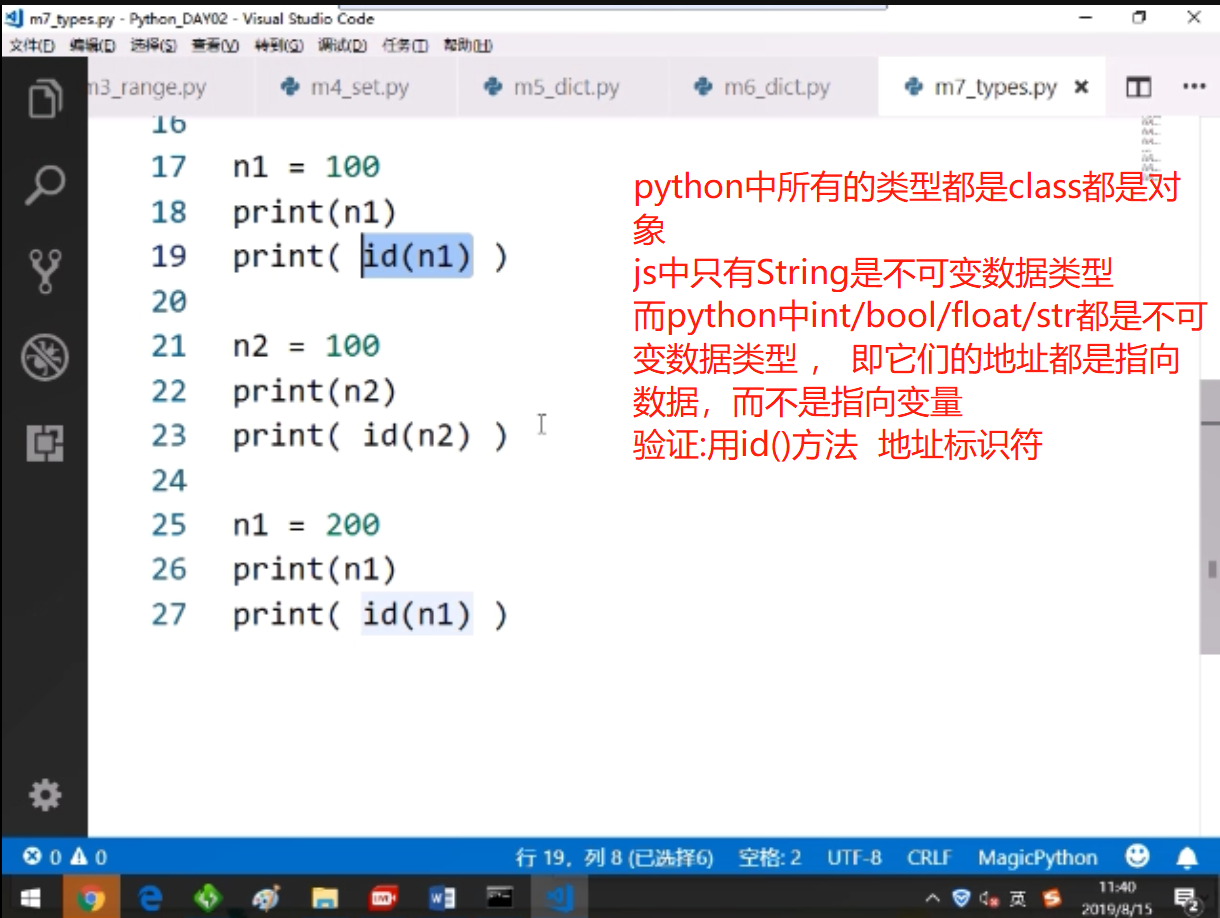 m7_types.py - Python_DAY02 - Visual Studio Code
文件(F) 编辑(E) 选择(S) 查看(V) 转到(G) 调试(D) 任务(T) 帮助(H)
m3_range.py m4_set.py m5_dict.py m6_dict.py m7_types.py
16
17 n1 = 100
18 print(n1)
19 print( id(n1) )
20
21 n2 = 100
22 print(n2)
23 print( id(n2) )
24
25 n1 = 200
26 print(n1)
27 print( id(n1) )
python中所有的类型都是class都是对
象
js中只有String是不可变数据类型
而python中int/bool/float/str都是不可
变数据类型 ， 即它们的地址都是指向
数据，而不是指向变量
验证:用id()方法 地址标识符
0 0 行 19，列 8 (已选择6) 空格: 2 UTF-8 CRLF MagicPython
LIVE 英 11:40
2019/8/15 2